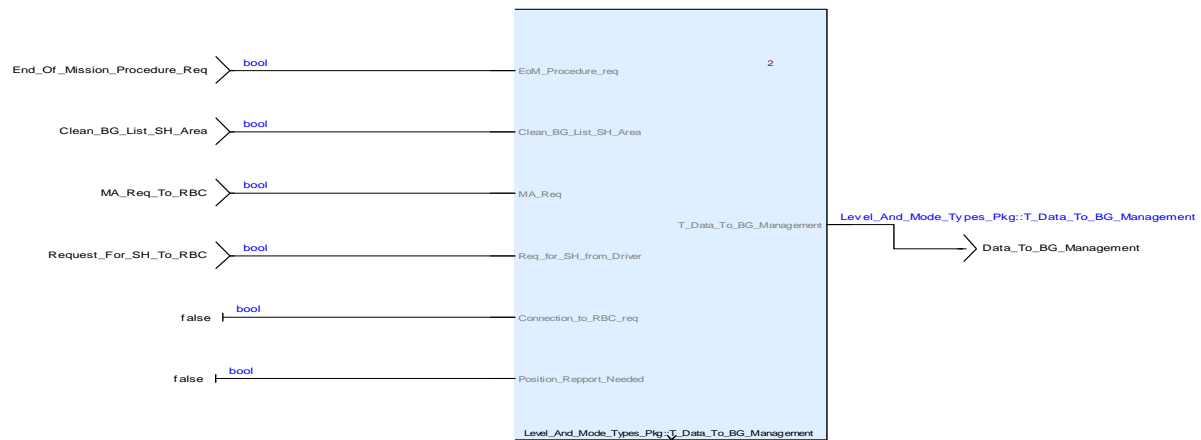 2
End_Of_Mission_Procedure_Req bool EoM_Procedure_req
Clean_BG_List_SH_Area bool Clean_BG_List_SH_Area
MA_Req_To_RBC bool MA_Req
Level_And_Mode_Types_Pkg::T_Data_To_BG_Management
T_Data_To_BG_Management
Data_To_BG_Management
Request_For_SH_To_RBC bool Req_for_SH_from_Driver
false bool Connection_to_RBC_req
false bool Position_Repport_Needed
Level_And_Mode_Types_Pkg::T_Data_To_BG_Management